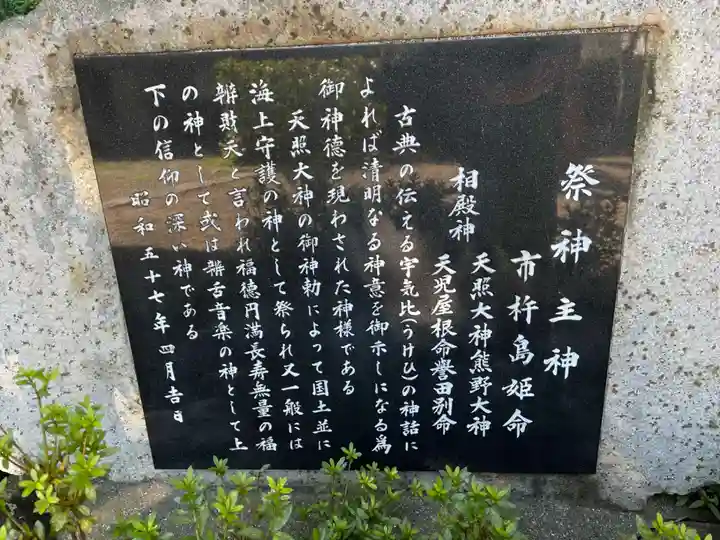 祭神主神
市杵島姫命
相殿神 天照大神熊野大神
天児屋根命誉田別命
古典の伝える宇気比(うけひ)の神話に
よれば清明なる神意を御示しになる為
御神徳を現わされた神様である
天照大神の御神勅によって国土並に
海上守護の神として祭られ又一般には
辨財天と言われ福徳円満長寿無量の福
の神として或は辨舌音楽の神として上
下の信仰の深い神である
昭和五十七年四月吉日